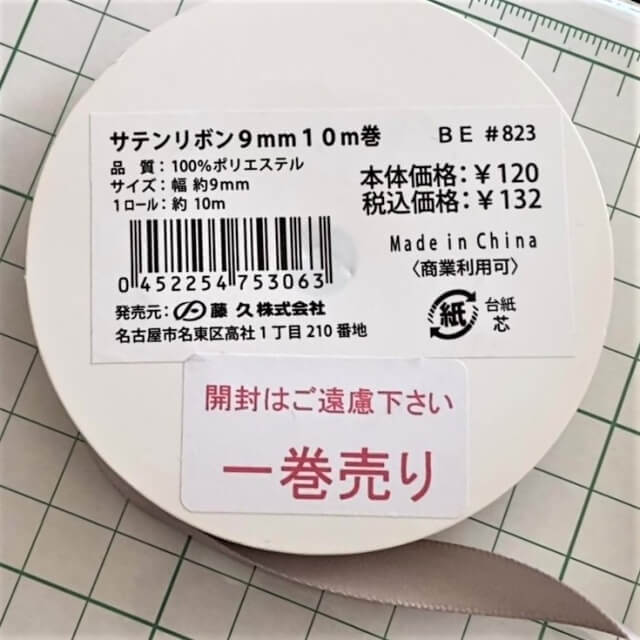 サテンリボン9mm10m巻 BE #823
品 質：100%ポリエステル
サイズ：幅 約9mm
1ロール：約 10m
本体価格：￥120
税込価格：￥132
Made in China
〈商業利用可〉
0 452254 753063
紙
台紙
芯
発売元： 藤久株式会社
名古屋市名東区高社1丁目210番地
開封はご遠慮下さい
一巻売り